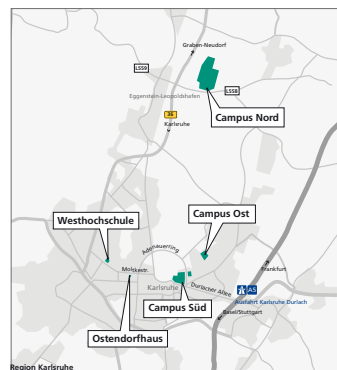 Graben-Neudorf
L559
L558
Eggenstein-Leopoldshafen
36
Campus Nord
Karlsruhe
Westhochschule
Campus Ost
Adenauerring
Moltkestr.
Frankfurt
Karlsruhe
Durlacher Allee
A5
Ausfahrt Karlsruhe Durlach
Campus Süd
Basel/Stuttgart
Ostendorfhaus
Region Karlsruhe